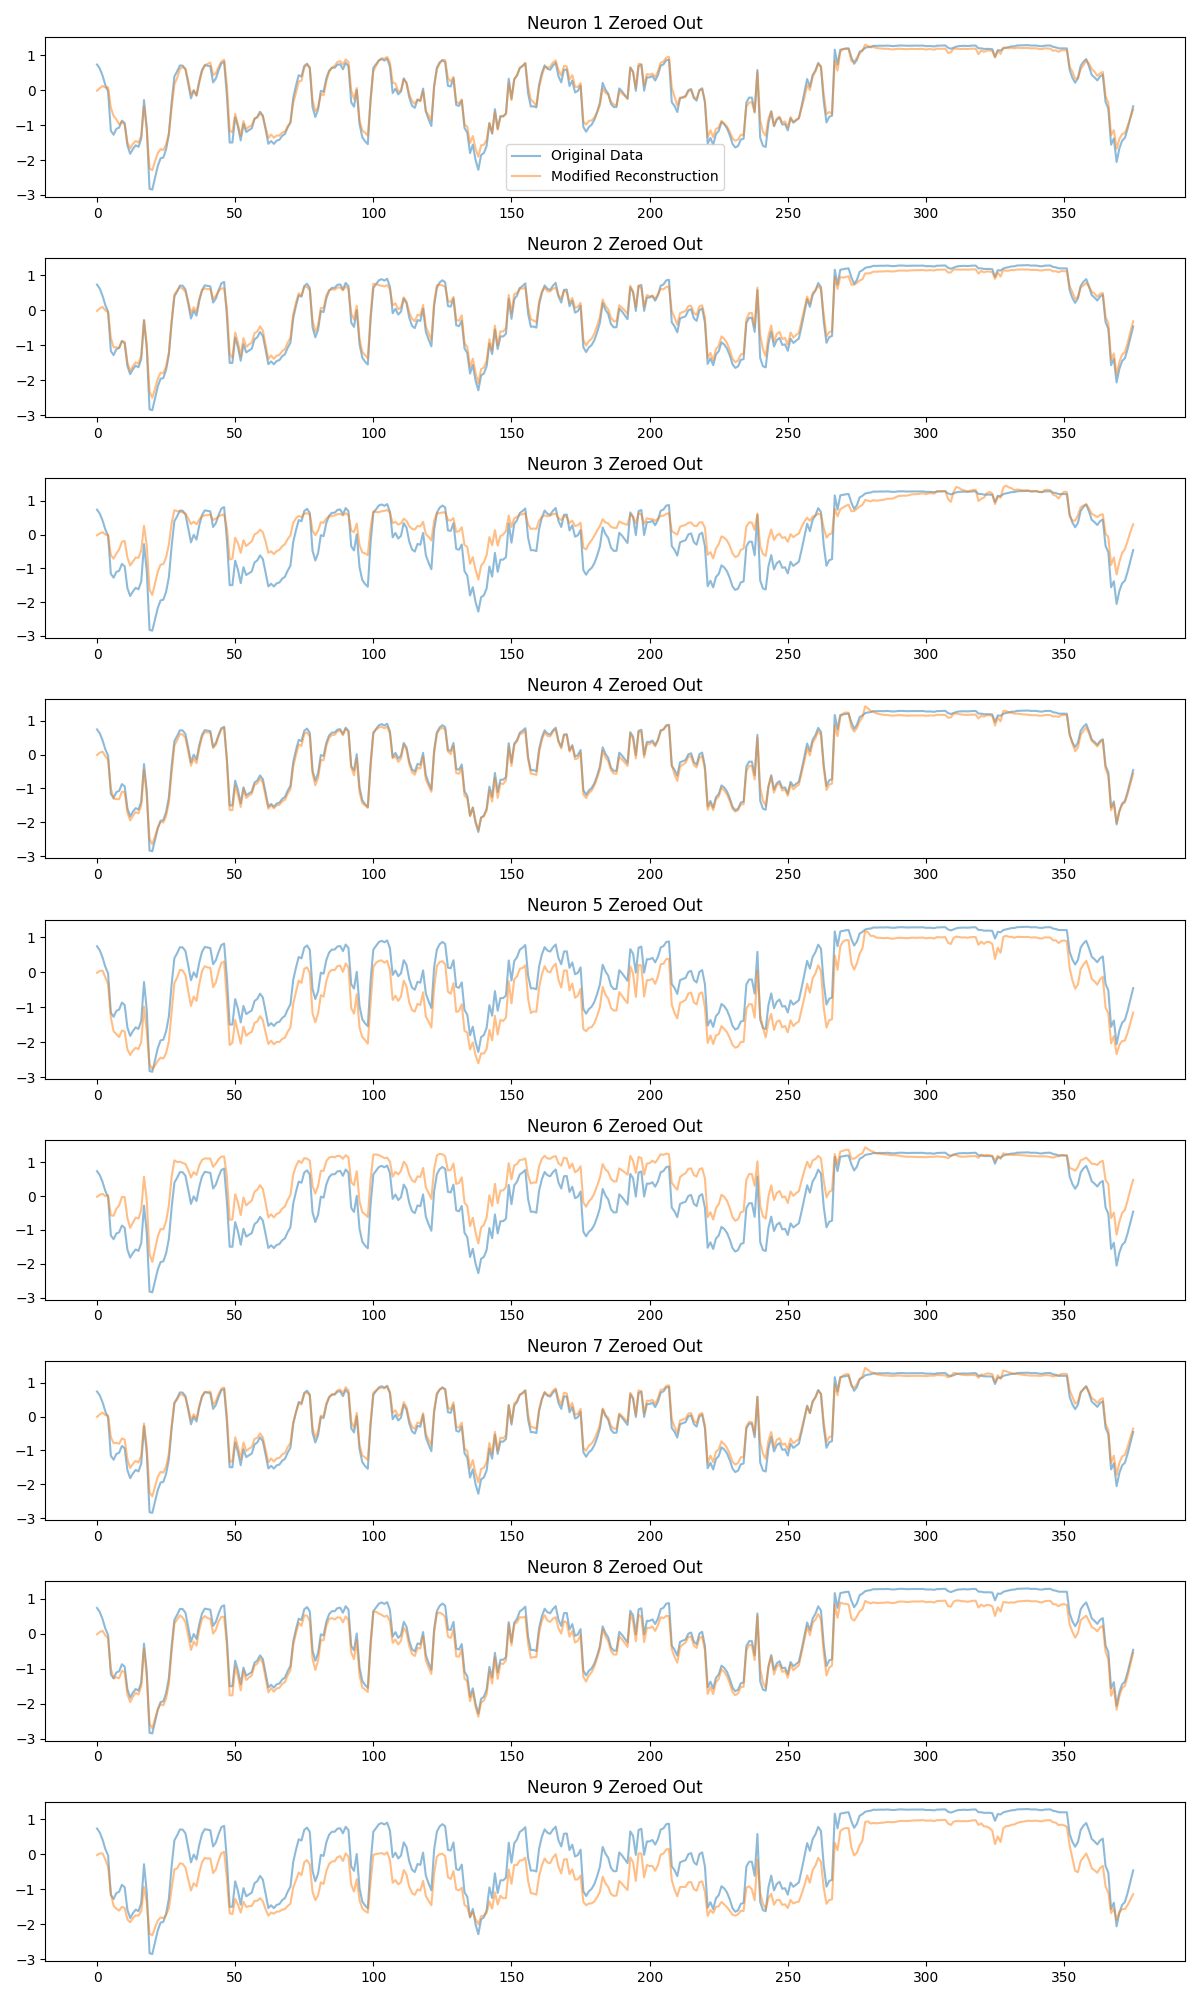 Neuron 1 Zeroed Out
1
0
−1
−2
−3
Original Data
Modified Reconstruction
0 50 100 150 200 250 300 350
Neuron 2 Zeroed Out
1
0
−1
−2
−3
0 50 100 150 200 250 300 350
Neuron 3 Zeroed Out
1
0
−1
−2
−3
0 50 100 150 200 250 300 350
Neuron 4 Zeroed Out
1
0
−1
−2
−3
0 50 100 150 200 250 300 350
Neuron 5 Zeroed Out
1
0
−1
−2
−3
0 50 100 150 200 250 300 350
Neuron 6 Zeroed Out
1
0
−1
−2
−3
0 50 100 150 200 250 300 350
Neuron 7 Zeroed Out
1
0
−1
−2
−3
0 50 100 150 200 250 300 350
Neuron 8 Zeroed Out
1
0
−1
−2
−3
0 50 100 150 200 250 300 350
Neuron 9 Zeroed Out
1
0
−1
−2
−3
0 50 100 150 200 250 300 350